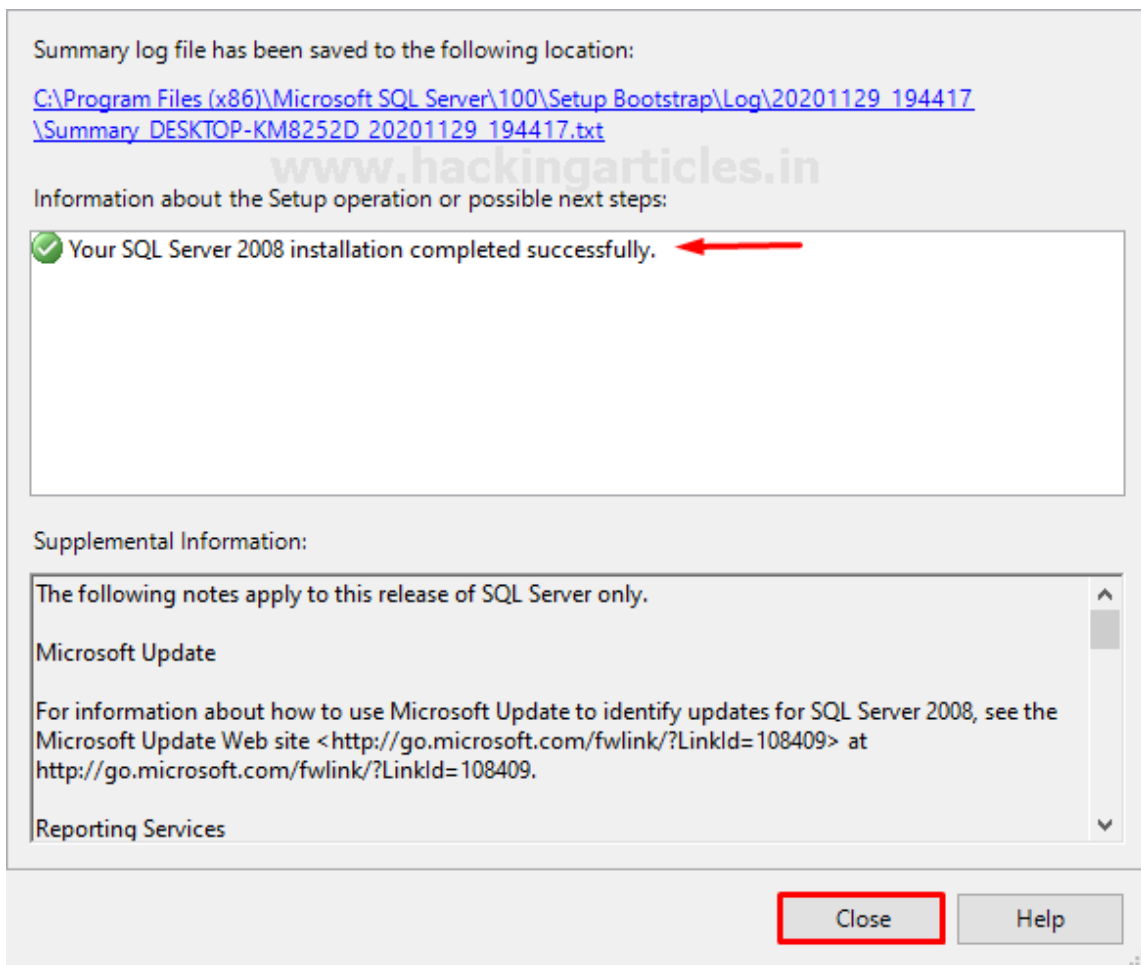 Summary log file has been saved to the following location:
C:\Program Files (x86)\Microsoft SQL Server\100\Setup Bootstrap\Log\20201129_194417
\Summary_DESKTOP-KM8252D_20201129_194417.txt
www.hackingarticles.in
Information about the Setup operation or possible next steps:
Your SQL Server 2008 installation completed successfully.
Supplemental Information:
The following notes apply to this release of SQL Server only.
Microsoft Update
For information about how to use Microsoft Update to identify updates for SQL Server 2008, see the
Microsoft Update Web site <http://go.microsoft.com/fwlink/?LinkId=108409> at
http://go.microsoft.com/fwlink/?LinkId=108409.
Reporting Services
Close
Help